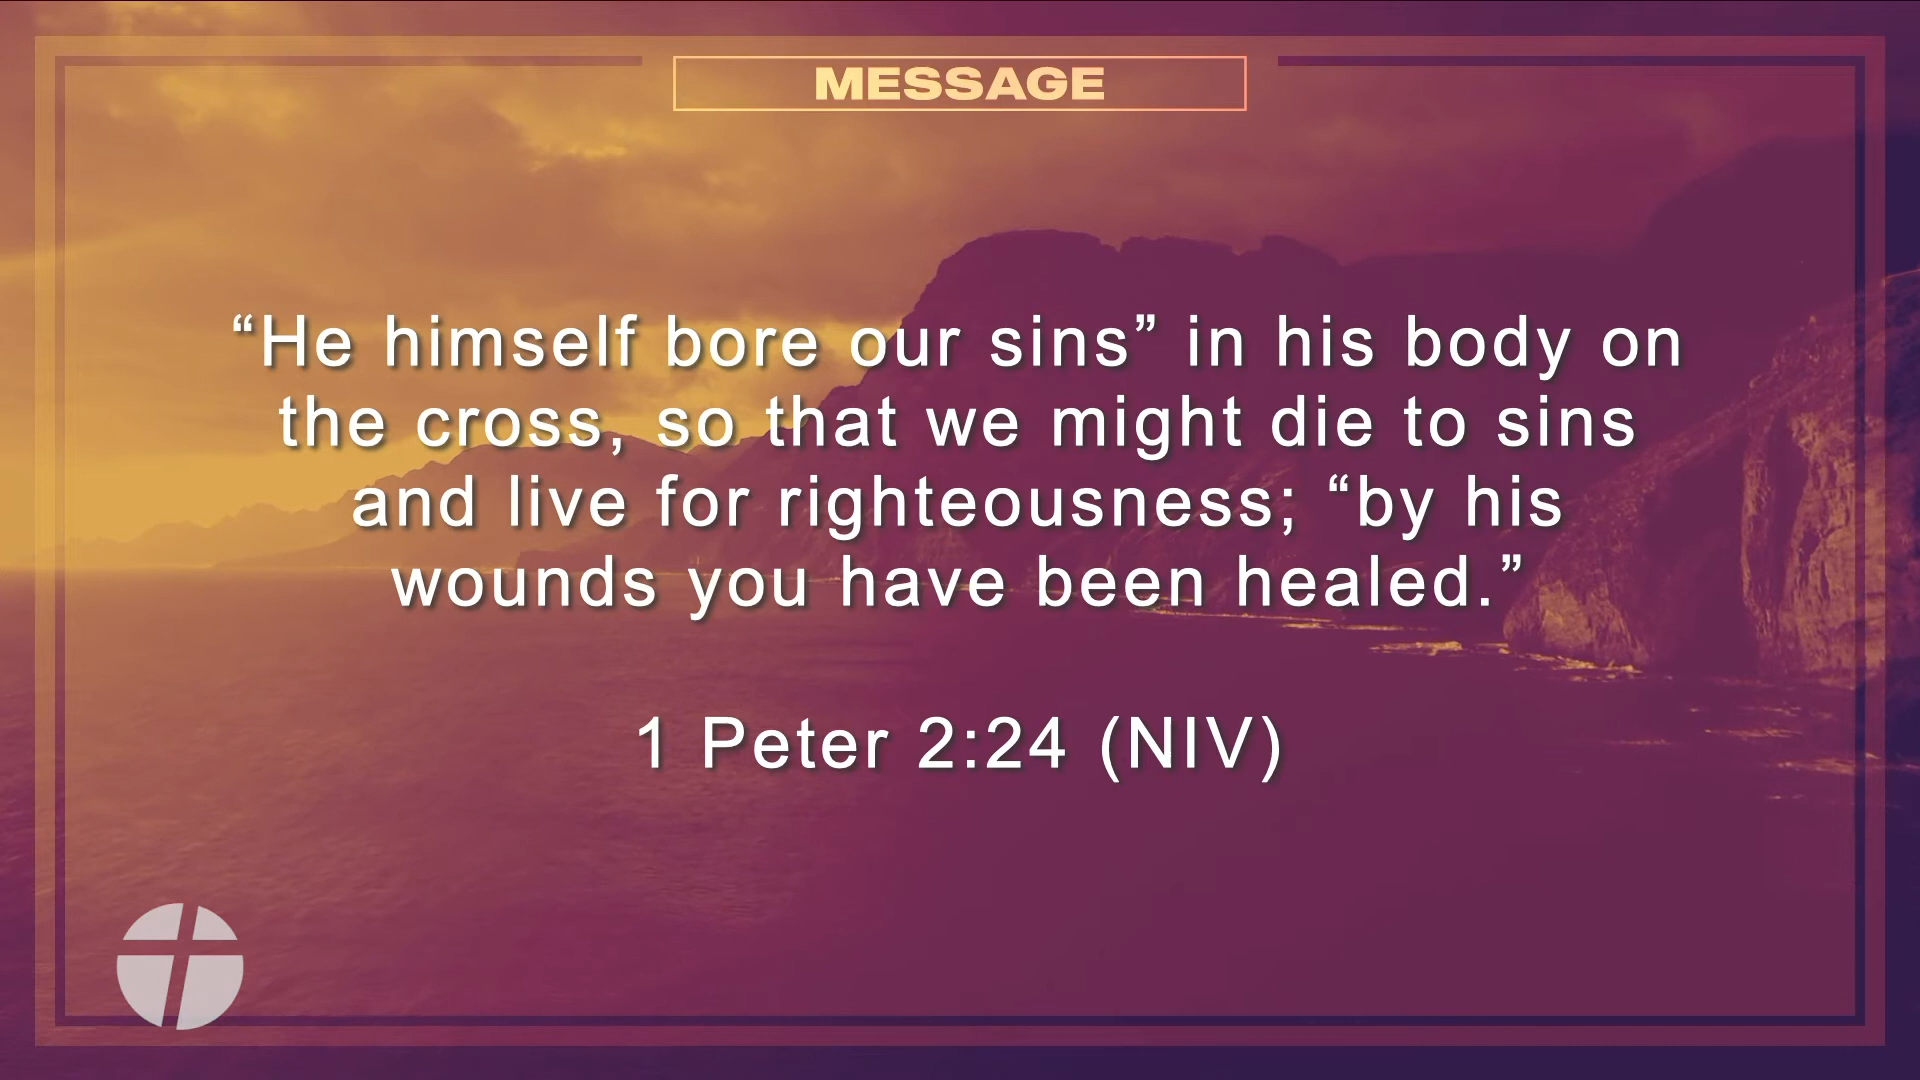 MESSAGE
“He himself bore our sins” in his body on
the cross, so that we might die to sins
and live for righteousness; “by his
wounds you have been healed.”
1 Peter 2:24 (NIV)